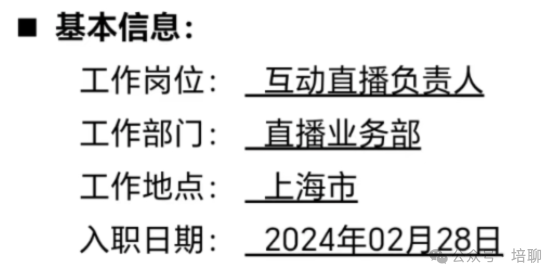 ■ 基本信息：
工作岗位： 互动直播负责人
工作部门： 直播业务部
工作地点： 上海市
入职日期： 2024年02月28日
公众号 · 培聊